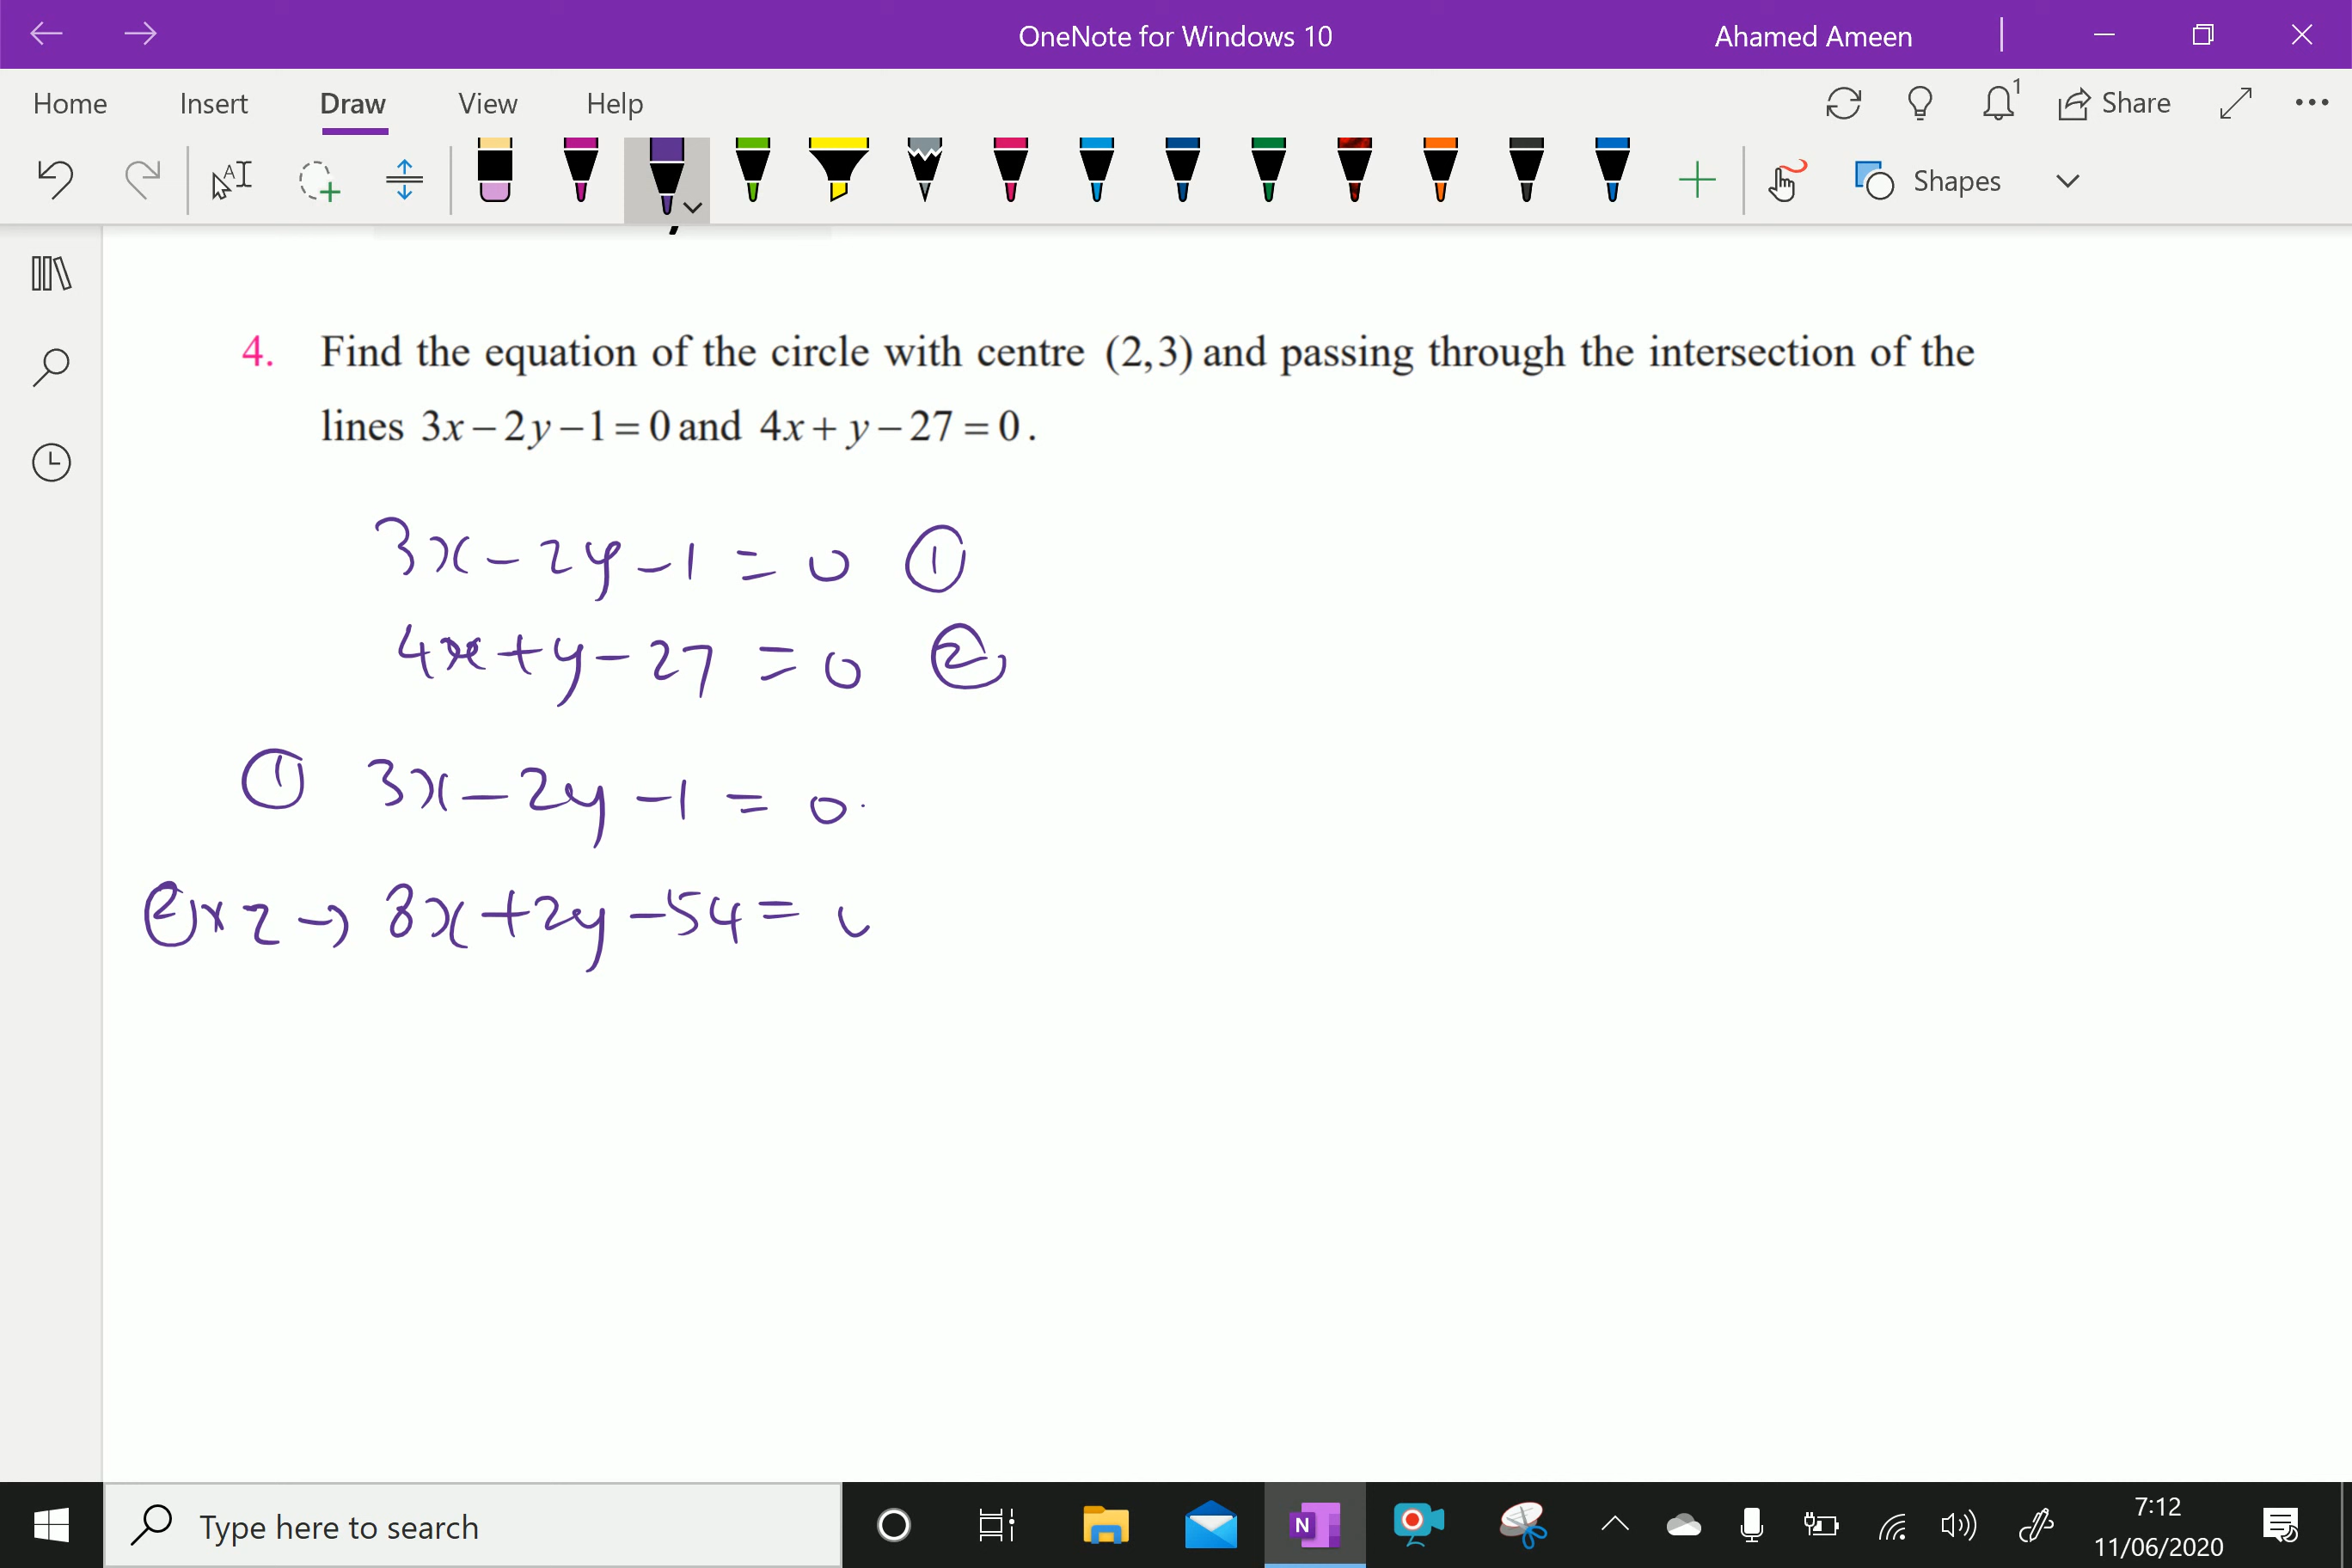 OneNote for Windows 10
Ahamed Ameen
Home Insert Draw View Help
1 Share
Shapes
4. Find the equation of the circle with centre (2,3) and passing through the intersection of the
lines 3x−2y−1=0 and 4x+y−27=0.
3x−2y−1=0 ①
4x+y−27=0 ②
① 3x−2y−1=0
②×2→ 8x+2y−54=0
Type here to search
7:12
11/06/2020